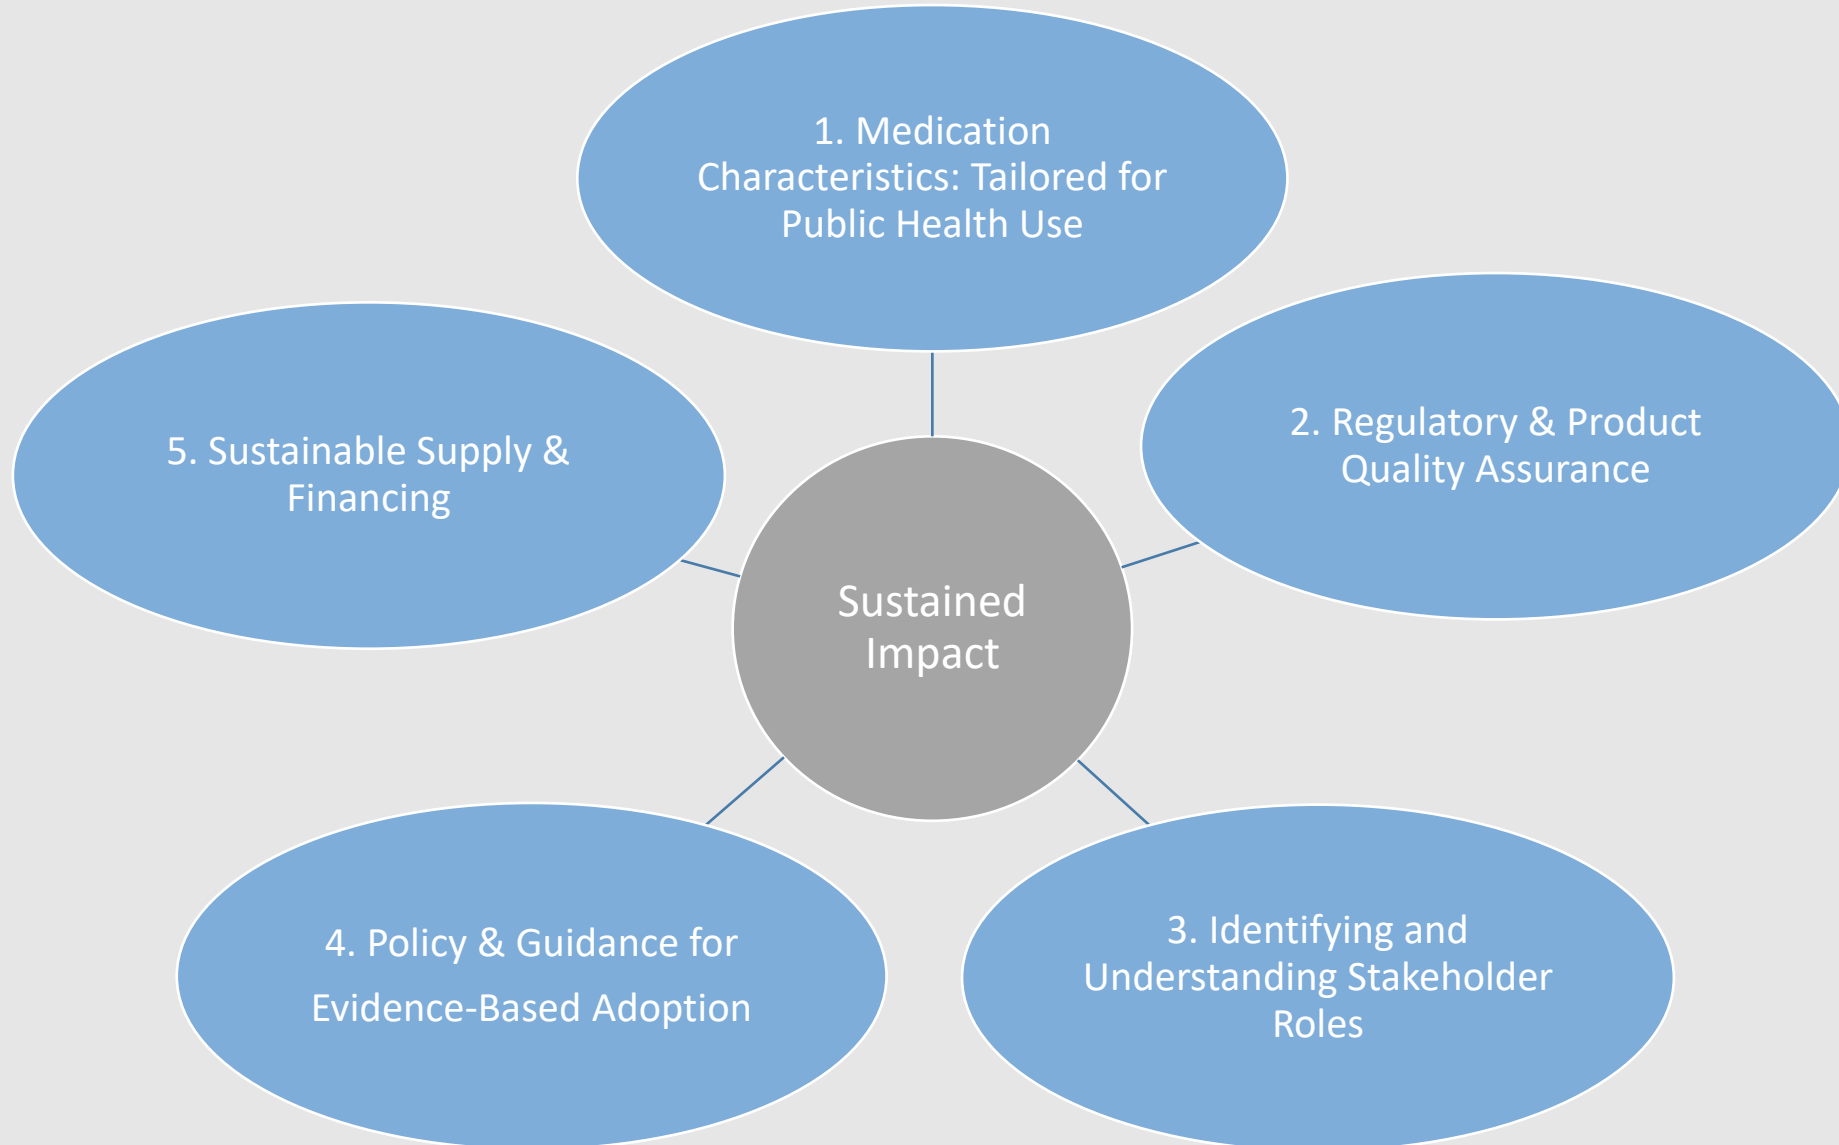 1. Medication
Characteristics: Tailored for
Public Health Use
2. Regulatory & Product
Quality Assurance
3. Identifying and
Understanding Stakeholder
Roles
4. Policy & Guidance for
Evidence-Based Adoption
5. Sustainable Supply &
Financing
Sustained
Impact